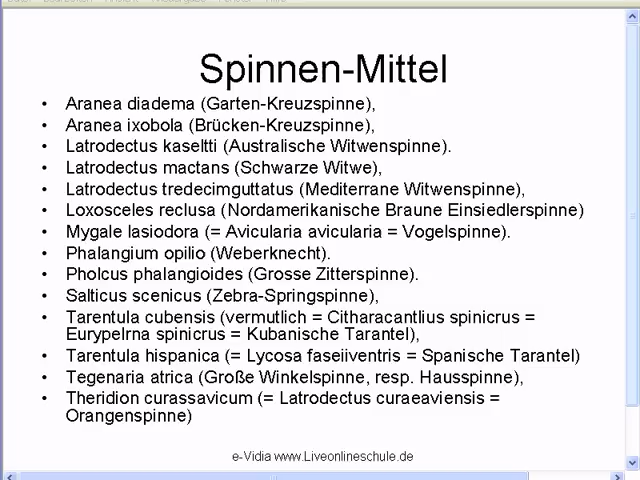 Spinnen-Mittel
• Aranea diadema (Garten-Kreuzspinne),
• Aranea ixobola (Brücken-Kreuzspinne),
• Latrodectus kaseltti (Australische Witwenspinne).
• Latrodectus mactans (Schwarze Witwe),
• Latrodectus tredecimguttatus (Mediterrane Witwenspinne),
• Loxosceles reclusa (Nordamerikanische Braune Einsiedlerspinne)
• Mygale lasiodora (= Avicularia avicularia = Vogelspinne).
• Phalangium opilio (Weberknecht).
• Pholcus phalangioides (Grosse Zitterspinne).
• Salticus scenicus (Zebra-Springspinne),
• Tarentula cubensis (vermutlich = Citharacantlius spinicrus =
Eurypelrna spinicrus = Kubanische Tarantel),
• Tarentula hispanica (= Lycosa faseiiventris = Spanische Tarantel)
• Tegenaria atrica (Große Winkelspinne, resp. Hausspinne),
• Theridion curassavicum (= Latrodectus curaeaviensis =
Orangenspinne)
e-Vidia www.Liveonlineschule.de